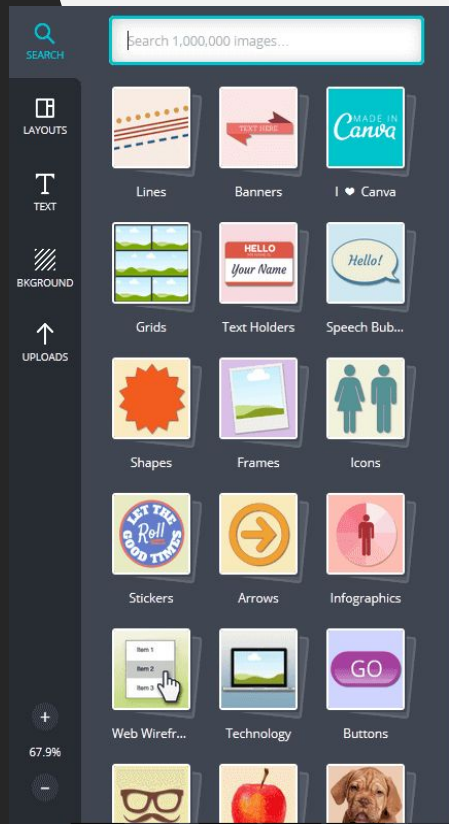 SEARCH
Search 1,000,000 images...
LAYOUTS
TEXT
BKGROUND
UPLOADS
TEXT HERE
MADE IN
Canva
Lines
Banners
I ♥ Canva
HELLO
Your Name
Hello!
Grids
Text Holders
Speech Bub...
Shapes
Frames
Icons
LET THE
Roll
GOOD TIMES
Stickers
Arrows
Infographics
Item 1
Item 2
Item 3
GO
Web Wirefr...
Technology
Buttons
+
67.9%
−